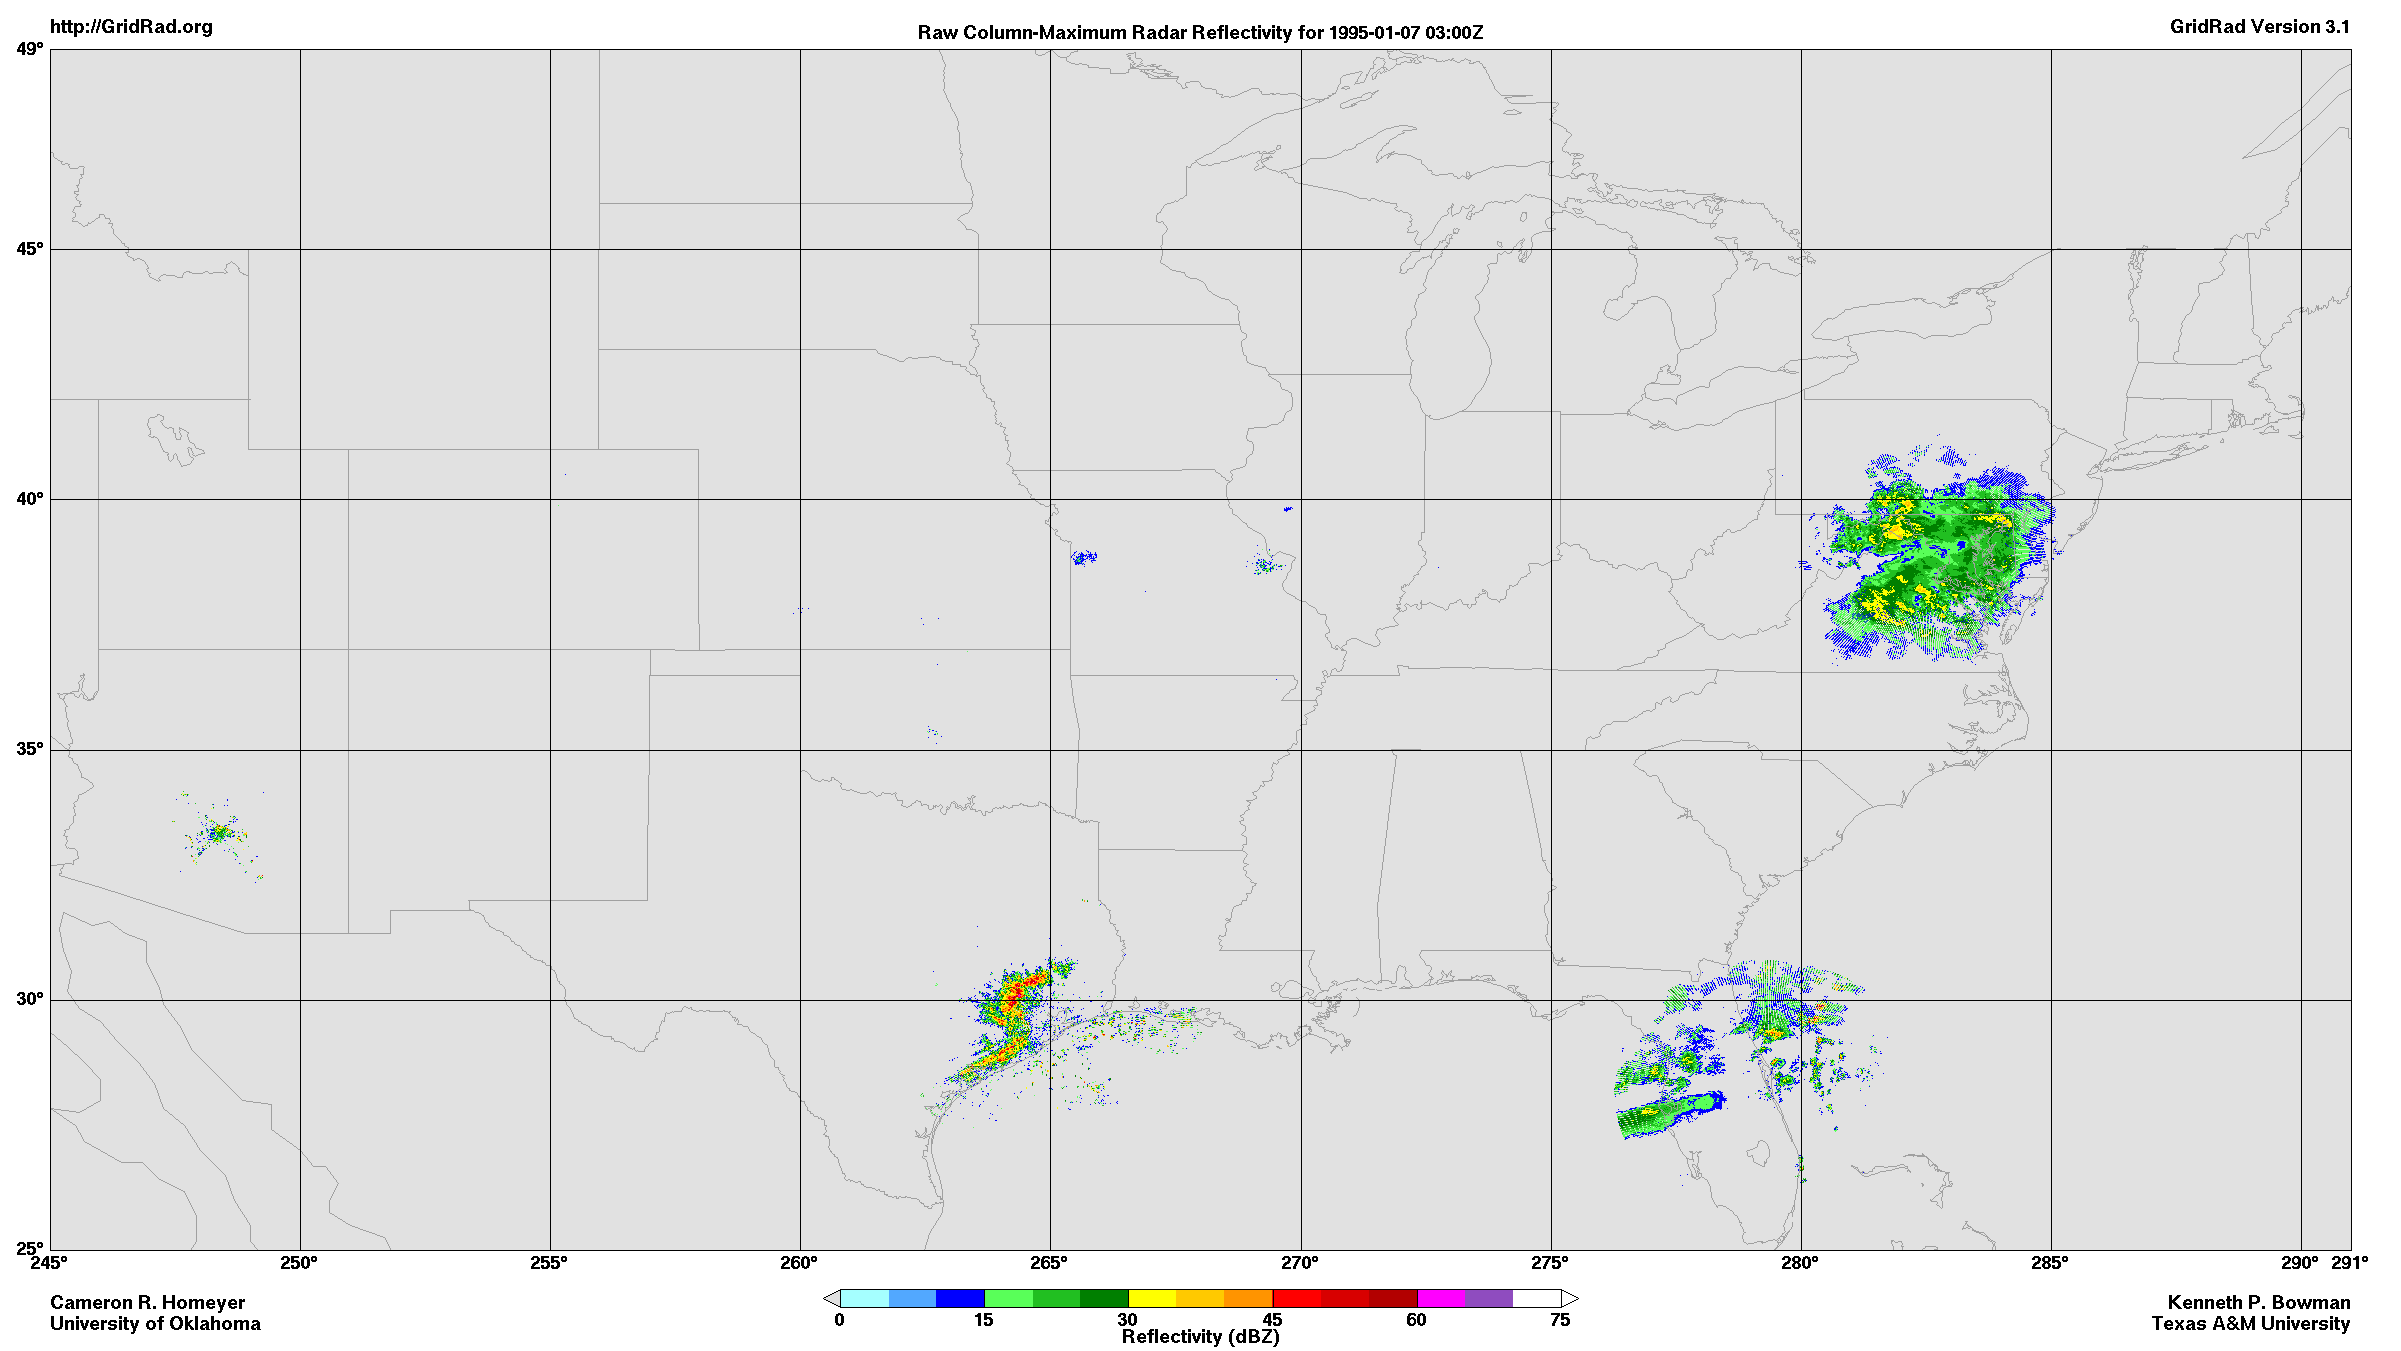 http://GridRad.org
Raw Column-Maximum Radar Reflectivity for 1995-01-07 03:00Z
GridRad Version 3.1
49°
45°
40°
35°
30°
25°
245° 250° 255° 260° 265° 270° 275° 280° 285° 290° 291°
0 15 30 45 60 75
Reflectivity (dBZ)
Cameron R. Homeyer
University of Oklahoma
Kenneth P. Bowman
Texas A&M University